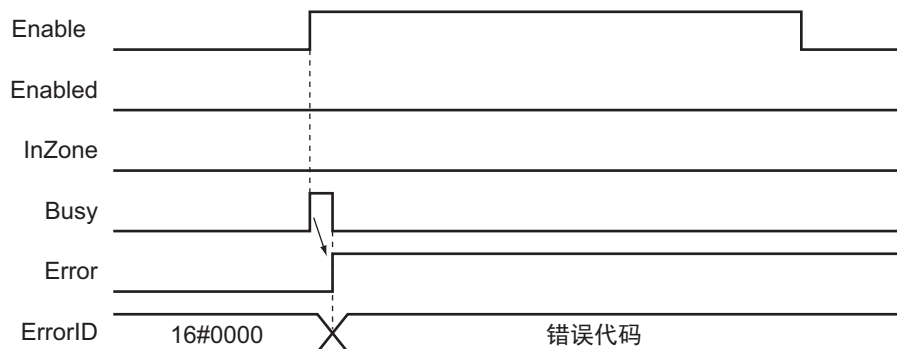 Enable
Enabled
InZone
Busy
Error
ErrorID 16#0000 错误代码